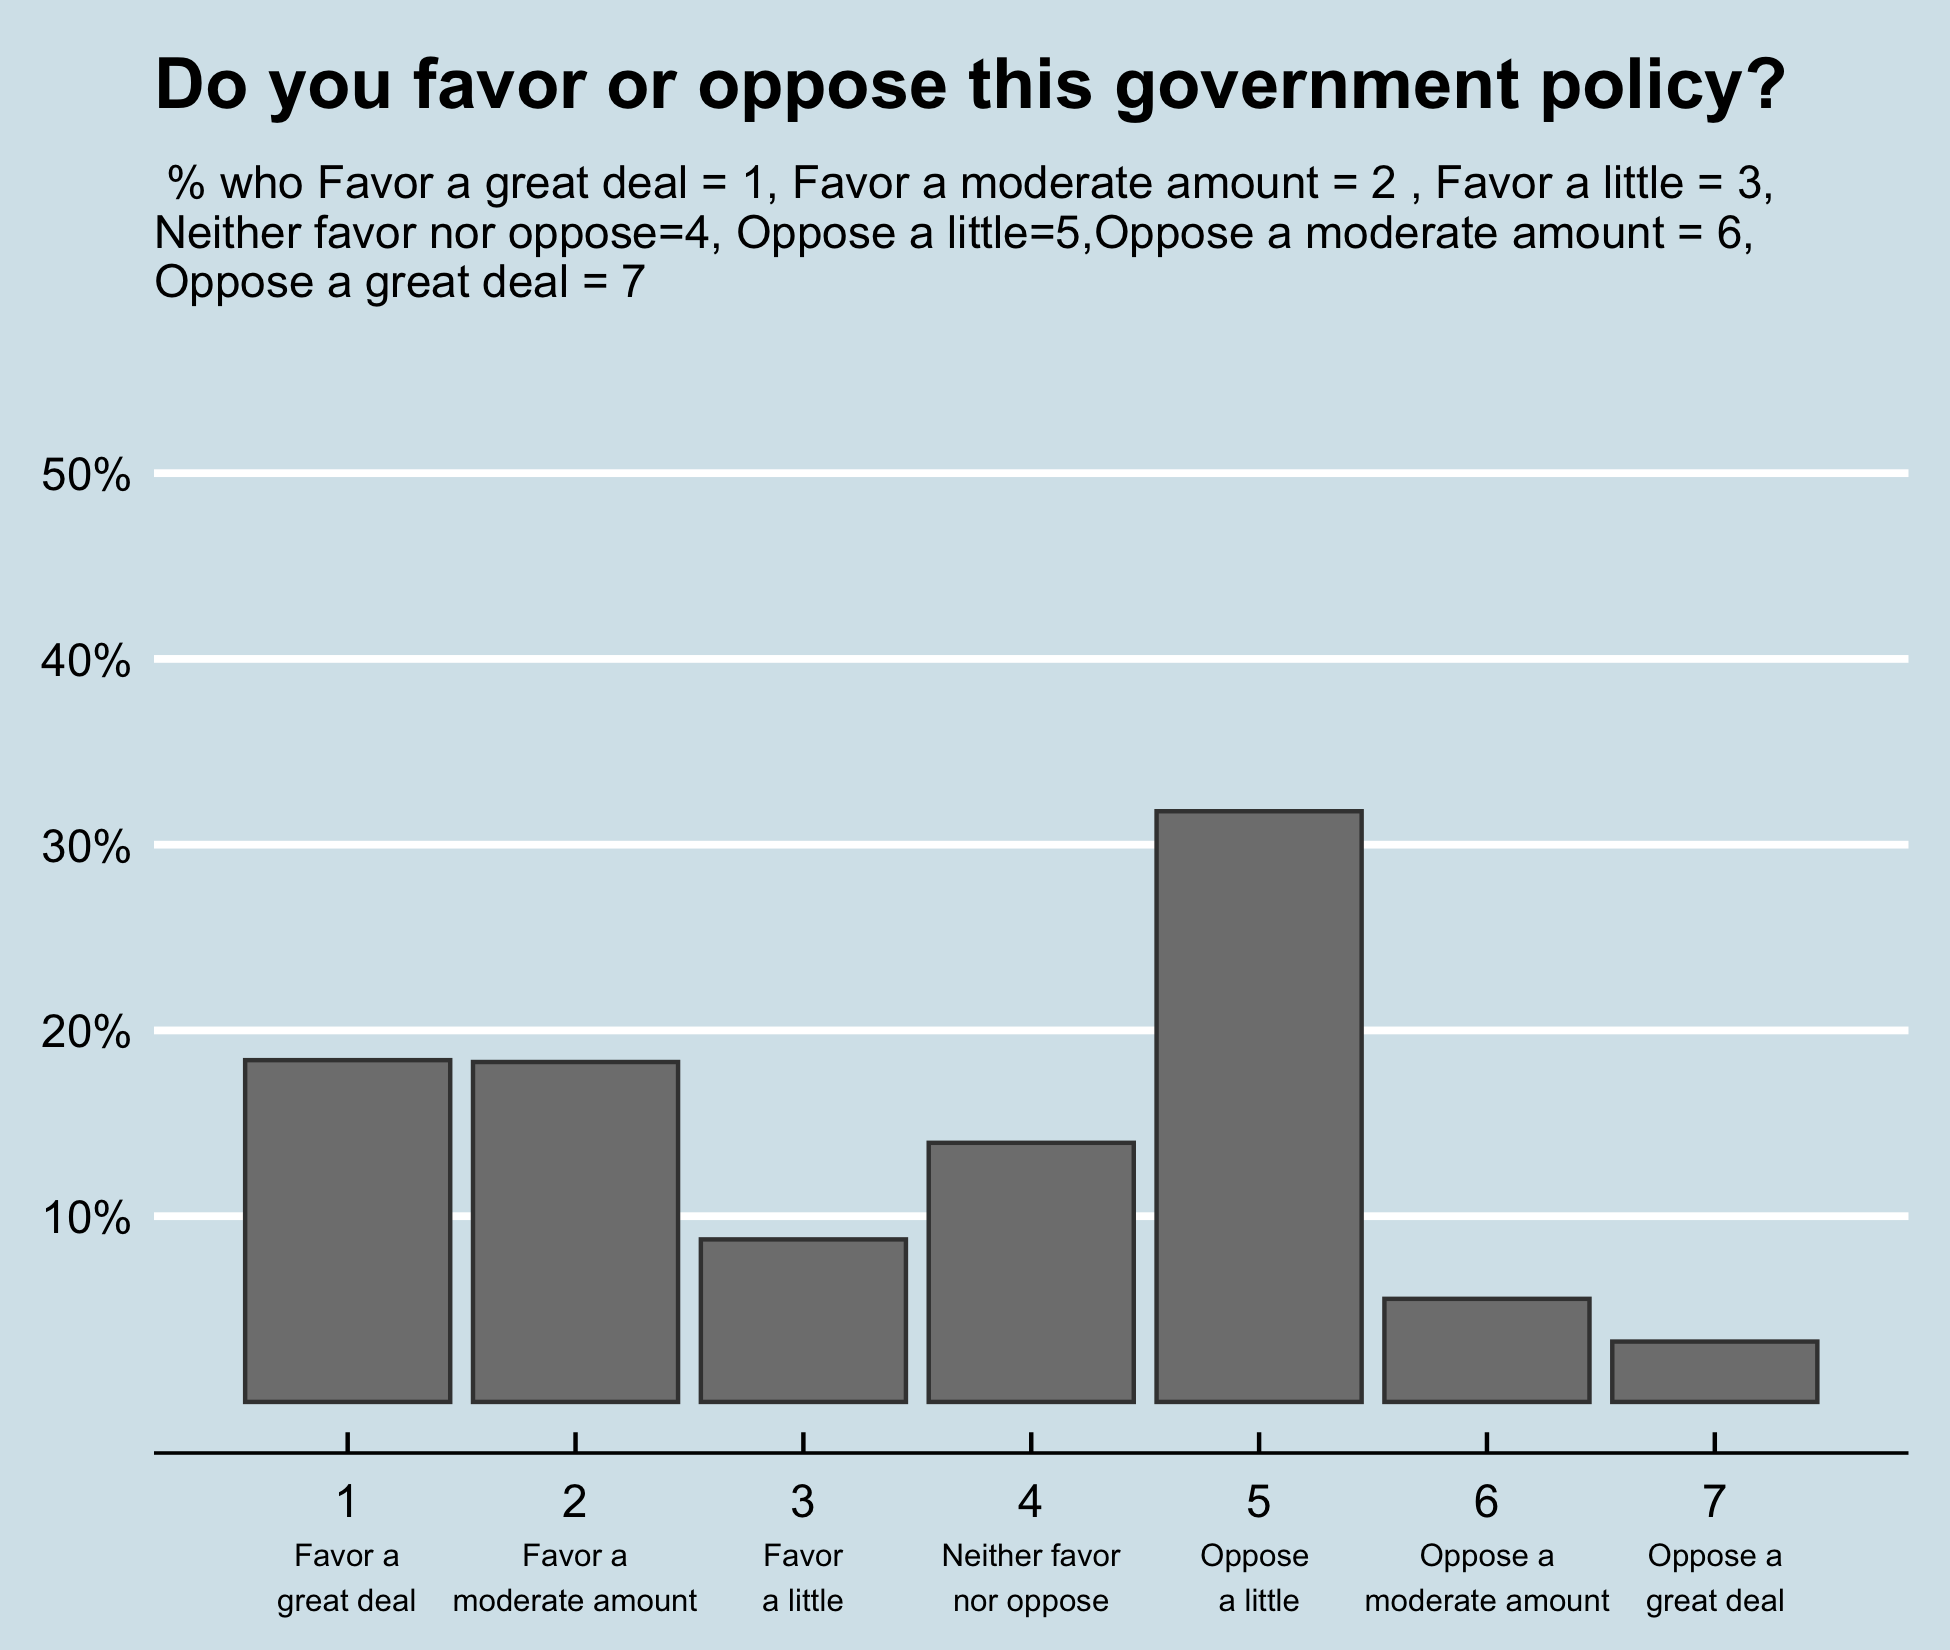 Do you favor or oppose this government policy?
% who Favor a great deal = 1, Favor a moderate amount = 2 , Favor a little = 3,
Neither favor nor oppose=4, Oppose a little=5,Oppose a moderate amount = 6,
Oppose a great deal = 7
50%
40%
30%
20%
10%
1 2 3 4 5 6 7
Favor a Favor a Favor Neither favor Oppose Oppose a Oppose a
great deal moderate amount a little nor oppose a little moderate amount great deal